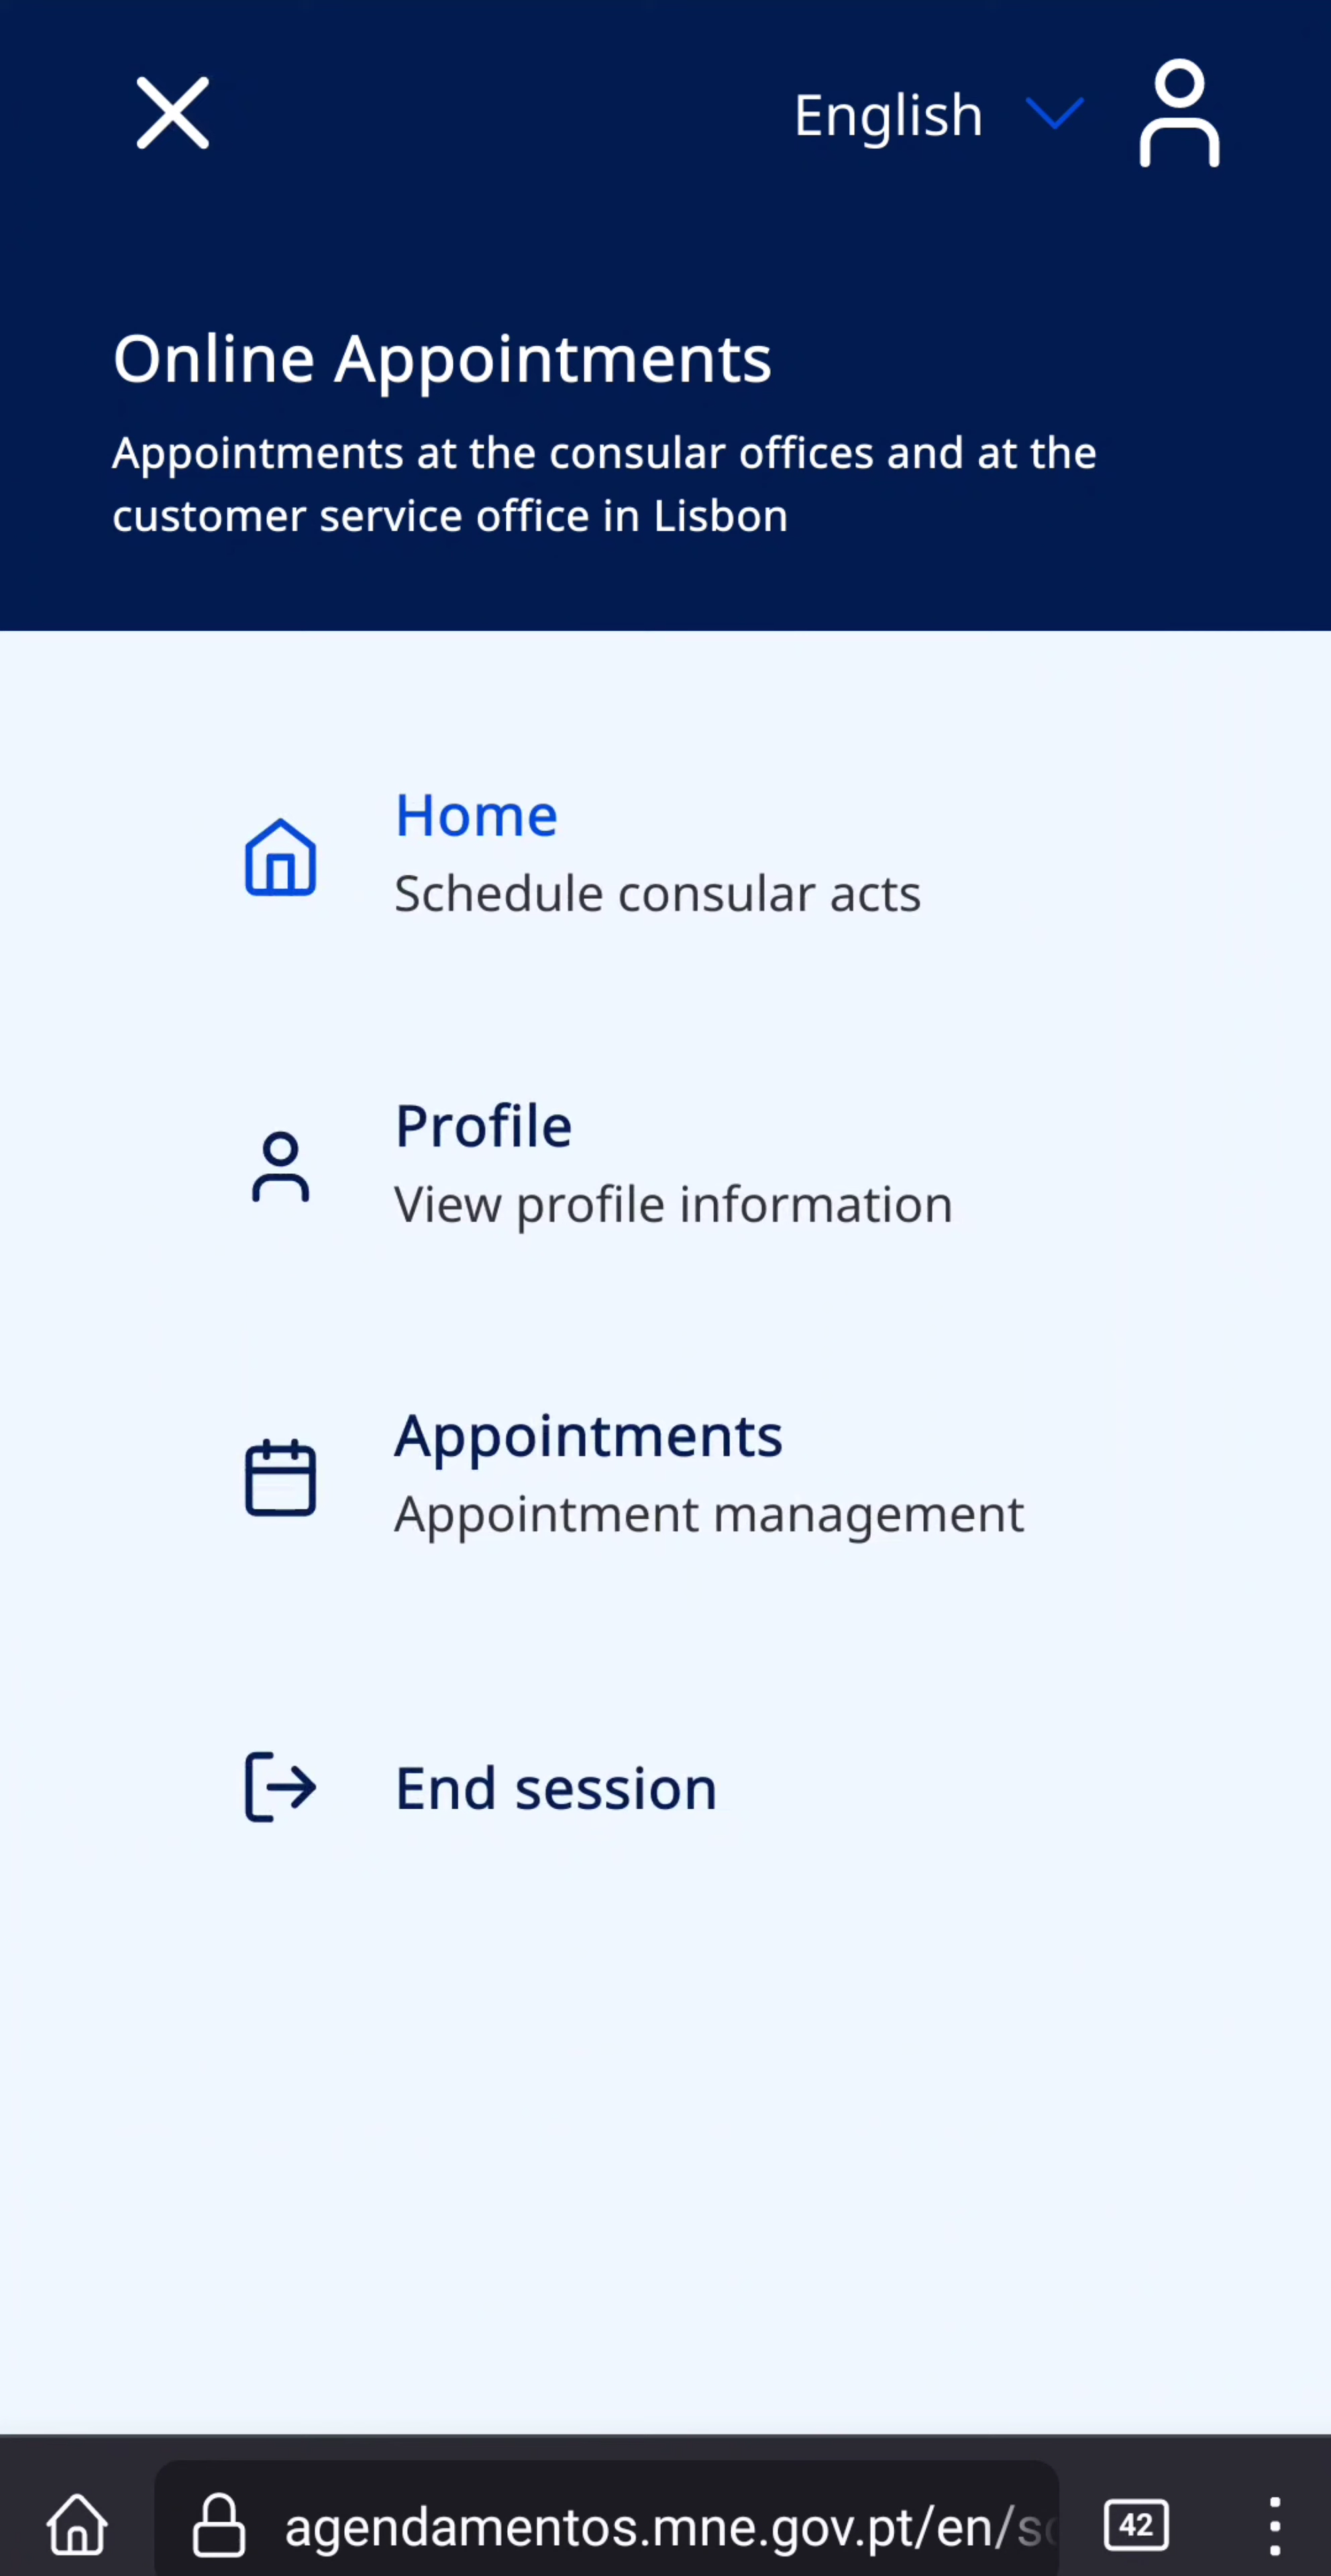 English
Online Appointments
Appointments at the consular offices and at the
customer service office in Lisbon
Home
Schedule consular acts
Profile
View profile information
Appointments
Appointment management
End session
agendamentos.mne.gov.pt/en/s
42